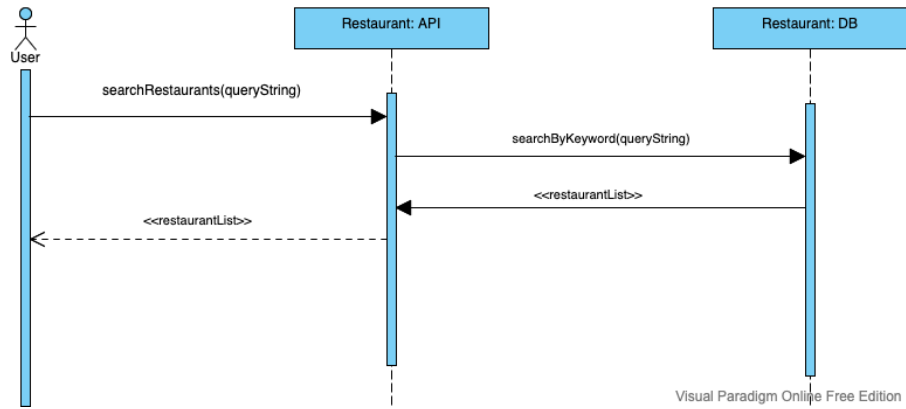 Restaurant: API
Restaurant: DB
User
searchRestaurants(queryString)
searchByKeyword(queryString)
<<restaurantList>>
<<restaurantList>>
Visual Paradigm Online Free Edition